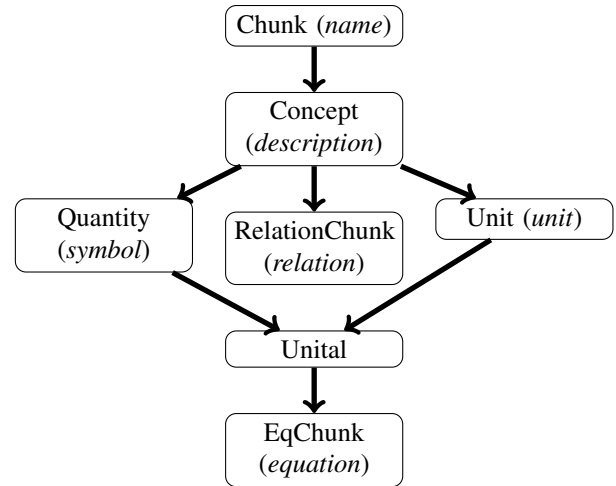 Chunk (name)
Concept
(description)
Quantity
(symbol)
RelationChunk
(relation)
Unit (unit)
Unital
EqChunk
(equation)